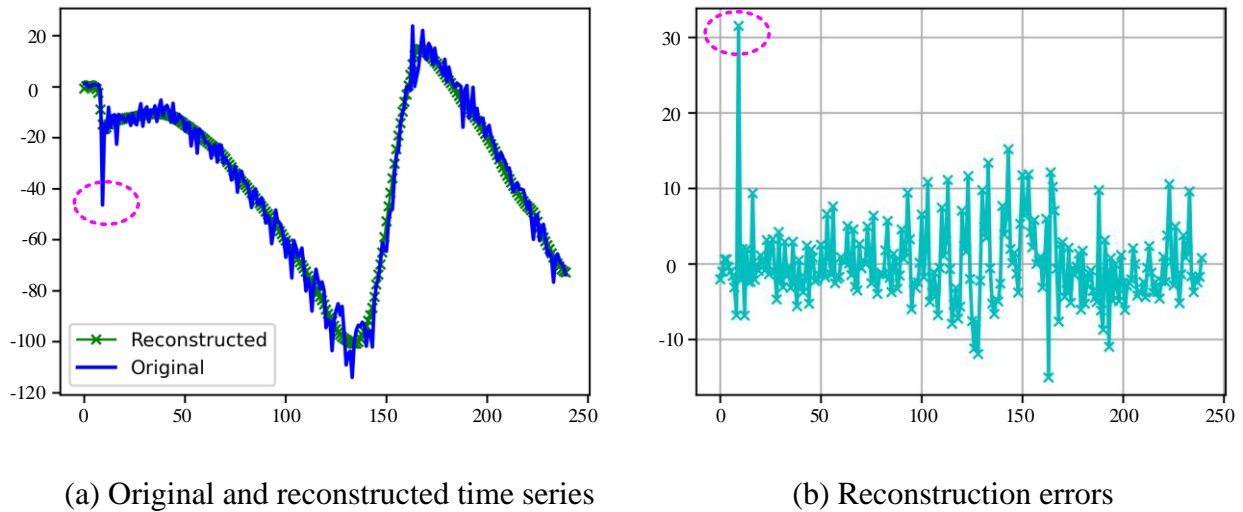 20
0
-20
-40
-60
-80
-100
-120
Reconstructed
Original
0 50 100 150 200 250
(a) Original and reconstructed time series
30
20
10
0
-10
0 50 100 150 200 250
(b) Reconstruction errors